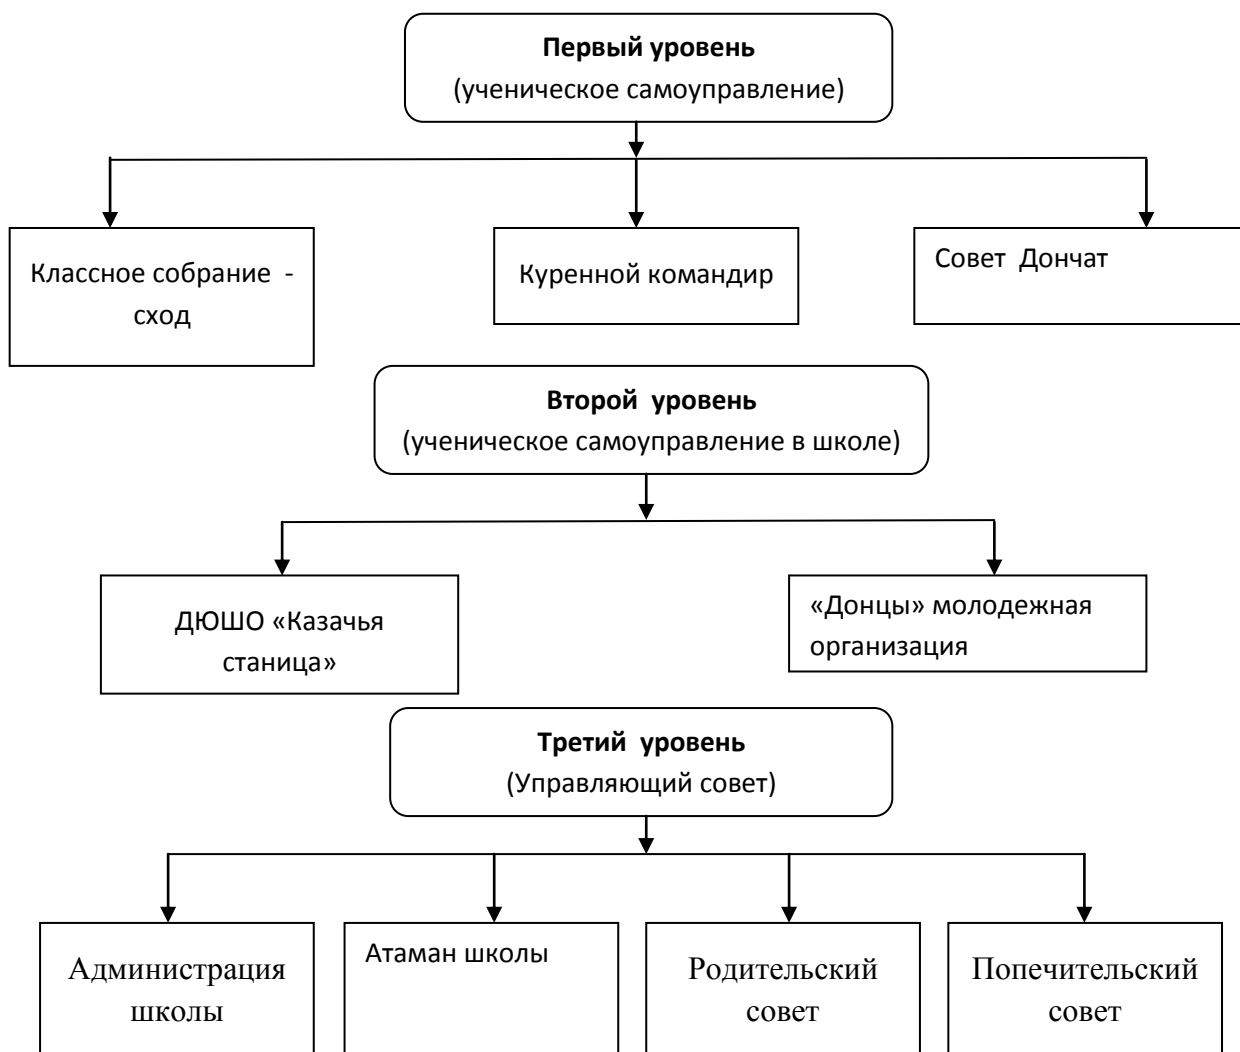 Первый уровень
(ученическое самоуправление)
Классное собрание -
сход
Куренной командир
Совет Дончат
Второй уровень
(ученическое самоуправление в школе)
ДЮШО «Казачья
станица»
«Донцы» молодежная
организация
Третий уровень
(Управляющий совет)
Администрация
школы
Атаман школы
Родительский
совет
Попечительский
совет